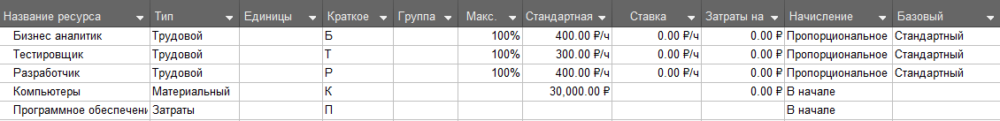 Название ресурса Тип Единицы Краткое Группа Макс. Стандартная Ставка Затраты на Начисление Базовый
Бизнес аналитик Трудовой Б 100% 400.00 ₽/ч 0.00 ₽/ч 0.00 ₽ Пропорциональное Стандартный
Тестировщик Трудовой Т 100% 300.00 ₽/ч 0.00 ₽/ч 0.00 ₽ Пропорциональное Стандартный
Разработчик Трудовой Р 100% 400.00 ₽/ч 0.00 ₽/ч 0.00 ₽ Пропорциональное Стандартный
Компьютеры Материальный К 30,000.00 ₽ 0.00 ₽ В начале
Программное обеспечени Затраты П В начале